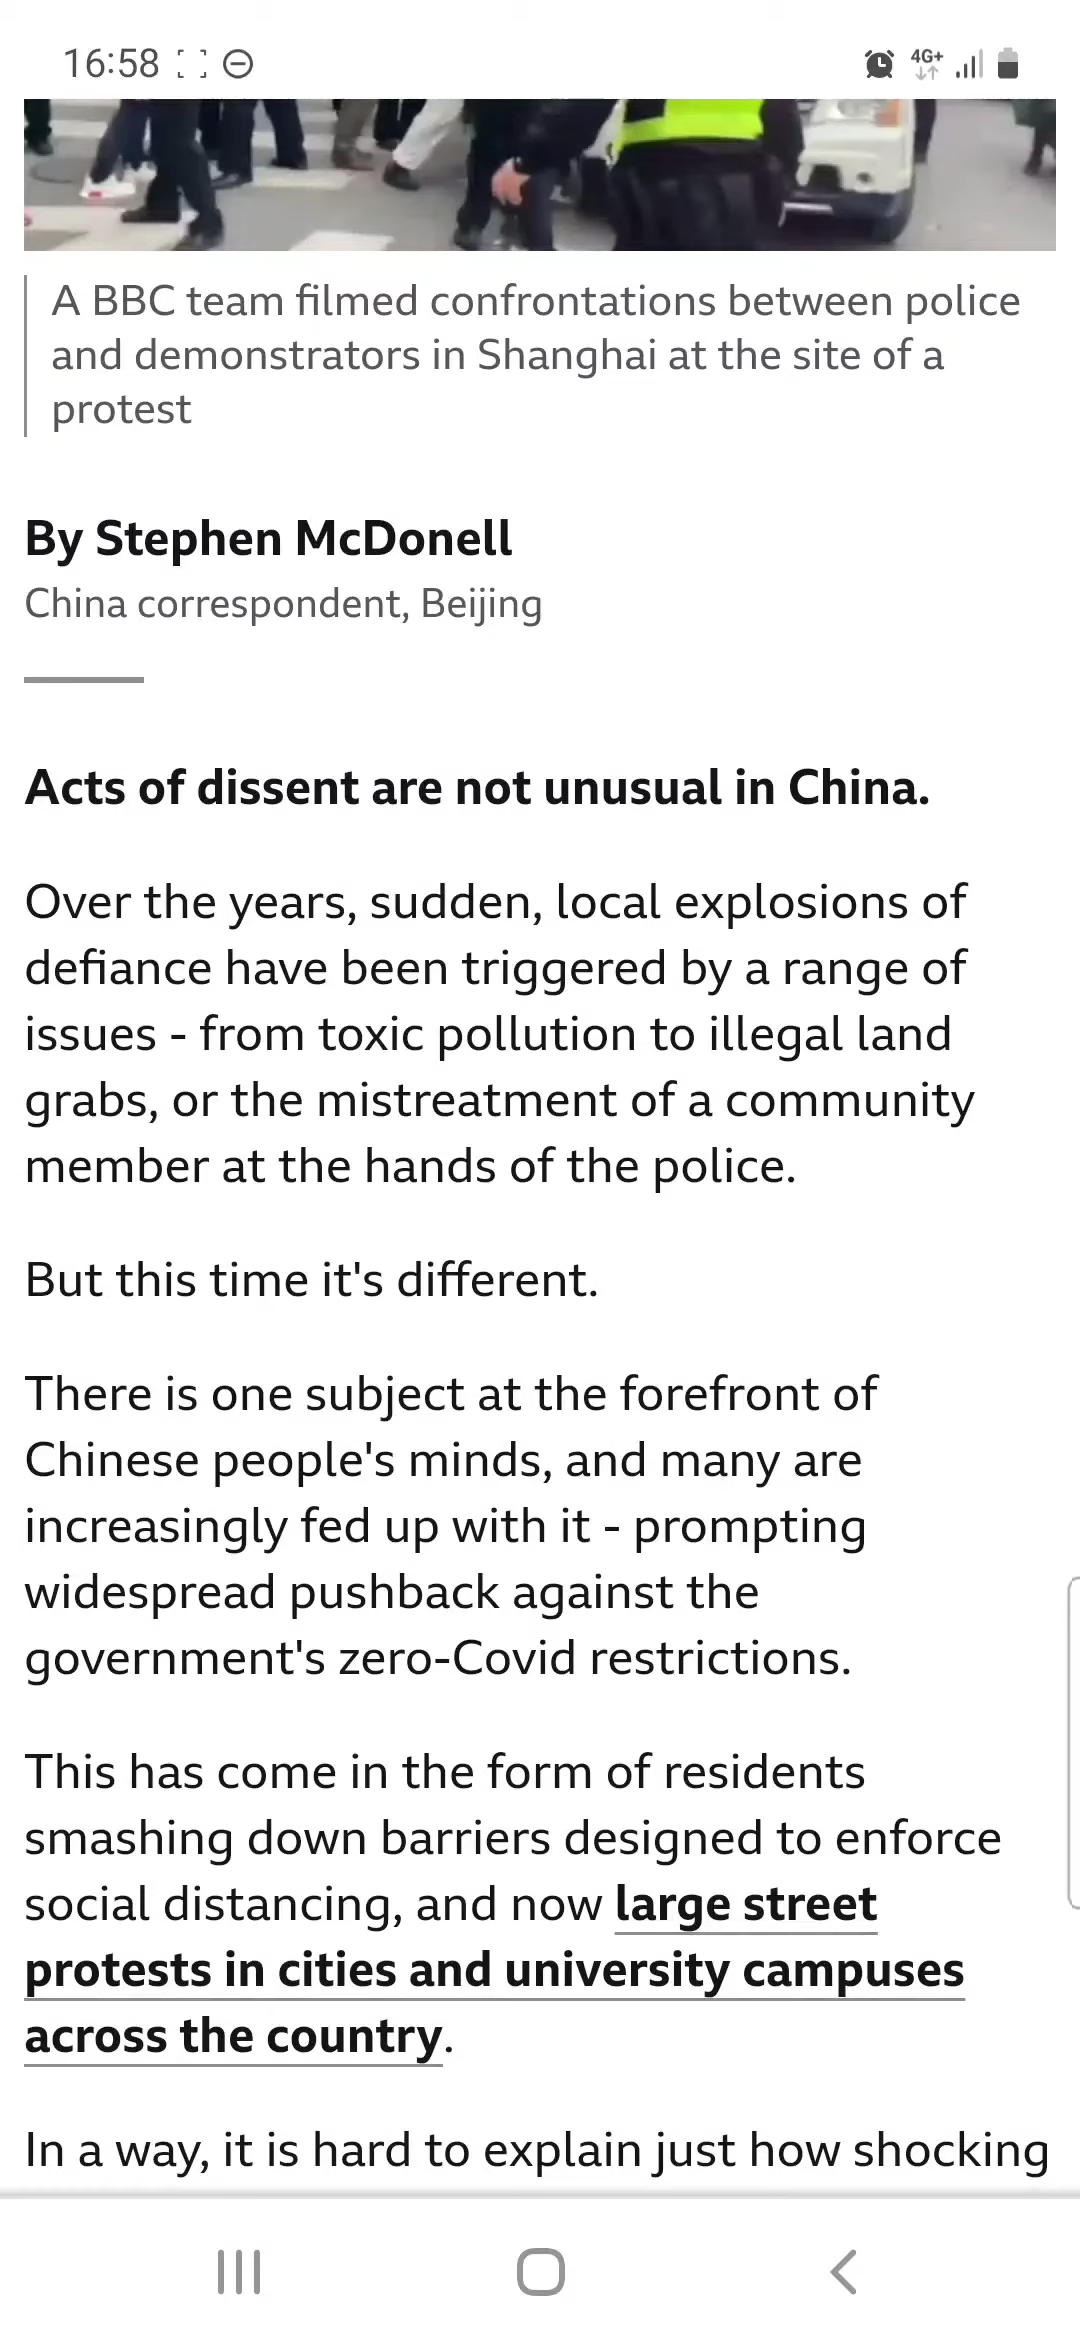 16:58
4G+
A BBC team filmed confrontations between police
and demonstrators in Shanghai at the site of a
protest
By Stephen McDonell
China correspondent, Beijing
Acts of dissent are not unusual in China.
Over the years, sudden, local explosions of
defiance have been triggered by a range of
issues - from toxic pollution to illegal land
grabs, or the mistreatment of a community
member at the hands of the police.
But this time it's different.
There is one subject at the forefront of
Chinese people's minds, and many are
increasingly fed up with it - prompting
widespread pushback against the
government's zero-Covid restrictions.
This has come in the form of residents
smashing down barriers designed to enforce
social distancing, and now large street
protests in cities and university campuses
across the country.
In a way, it is hard to explain just how shocking